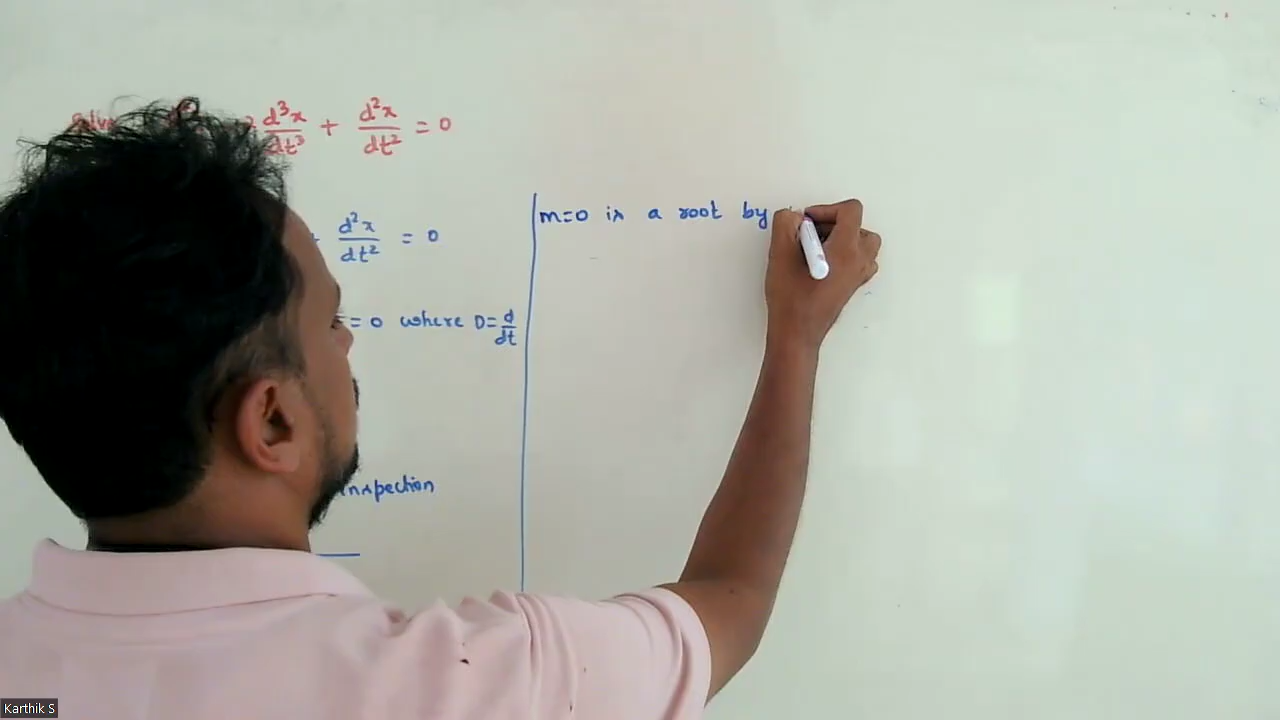 Solve d³x/dt³ + d²x/dt² = 0
d²x/dt² = 0
= 0 where D = d/dt
inspection
m=0 is a root by
Karthik S